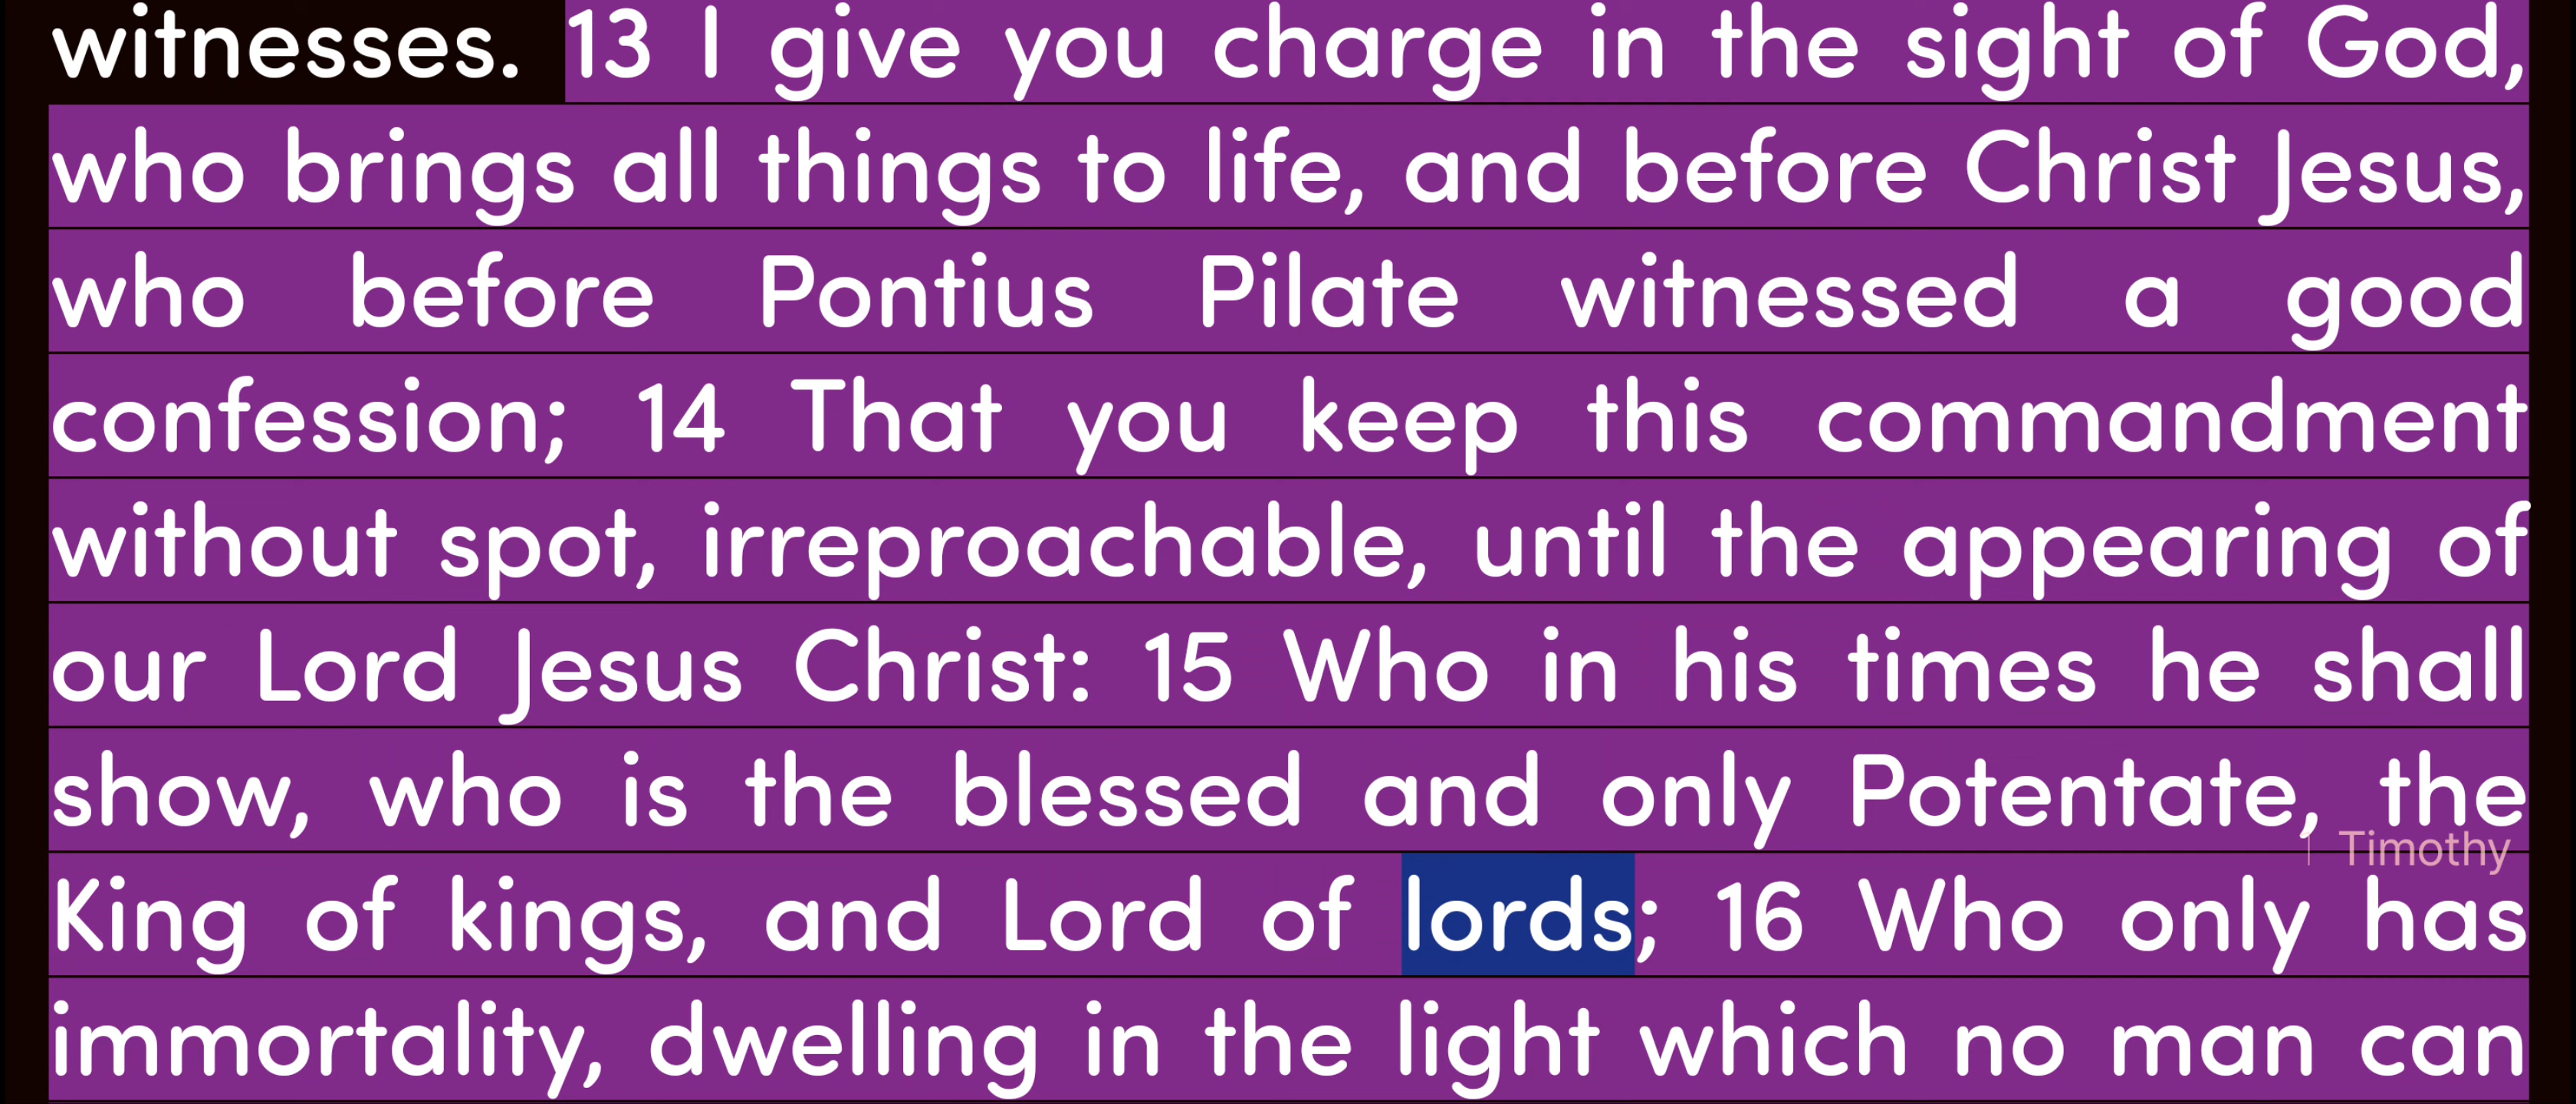 witnesses. 13 I give you charge in the sight of God,
who brings all things to life, and before Christ Jesus,
who before Pontius Pilate witnessed a good
confession; 14 That you keep this commandment
without spot, irreproachable, until the appearing of
our Lord Jesus Christ: 15 Who in his times he shall
show, who is the blessed and only Potentate, the
I Timothy
King of kings, and Lord of lords; 16 Who only has
immortality, dwelling in the light which no man can